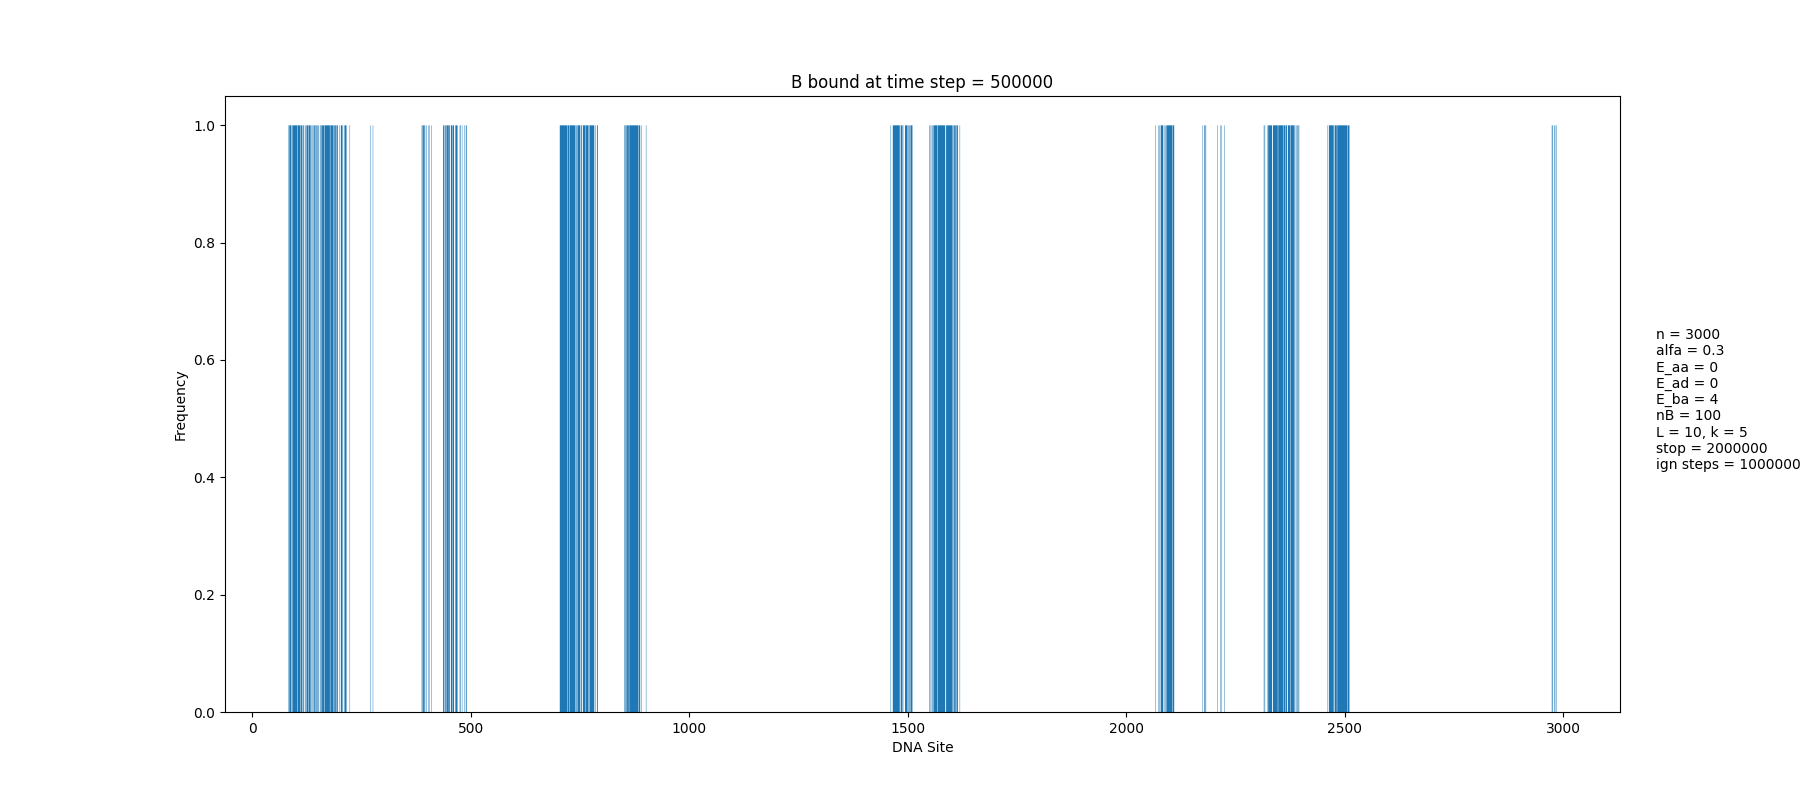 B bound at time step = 500000
1.0
0.8
0.6
0.4
0.2
0.0
Frequency
0 500 1000 1500 2000 2500 3000
DNA Site
n = 3000
alfa = 0.3
E_aa = 0
E_ad = 0
E_ba = 4
nB = 100
L = 10, k = 5
stop = 2000000
ign steps = 1000000